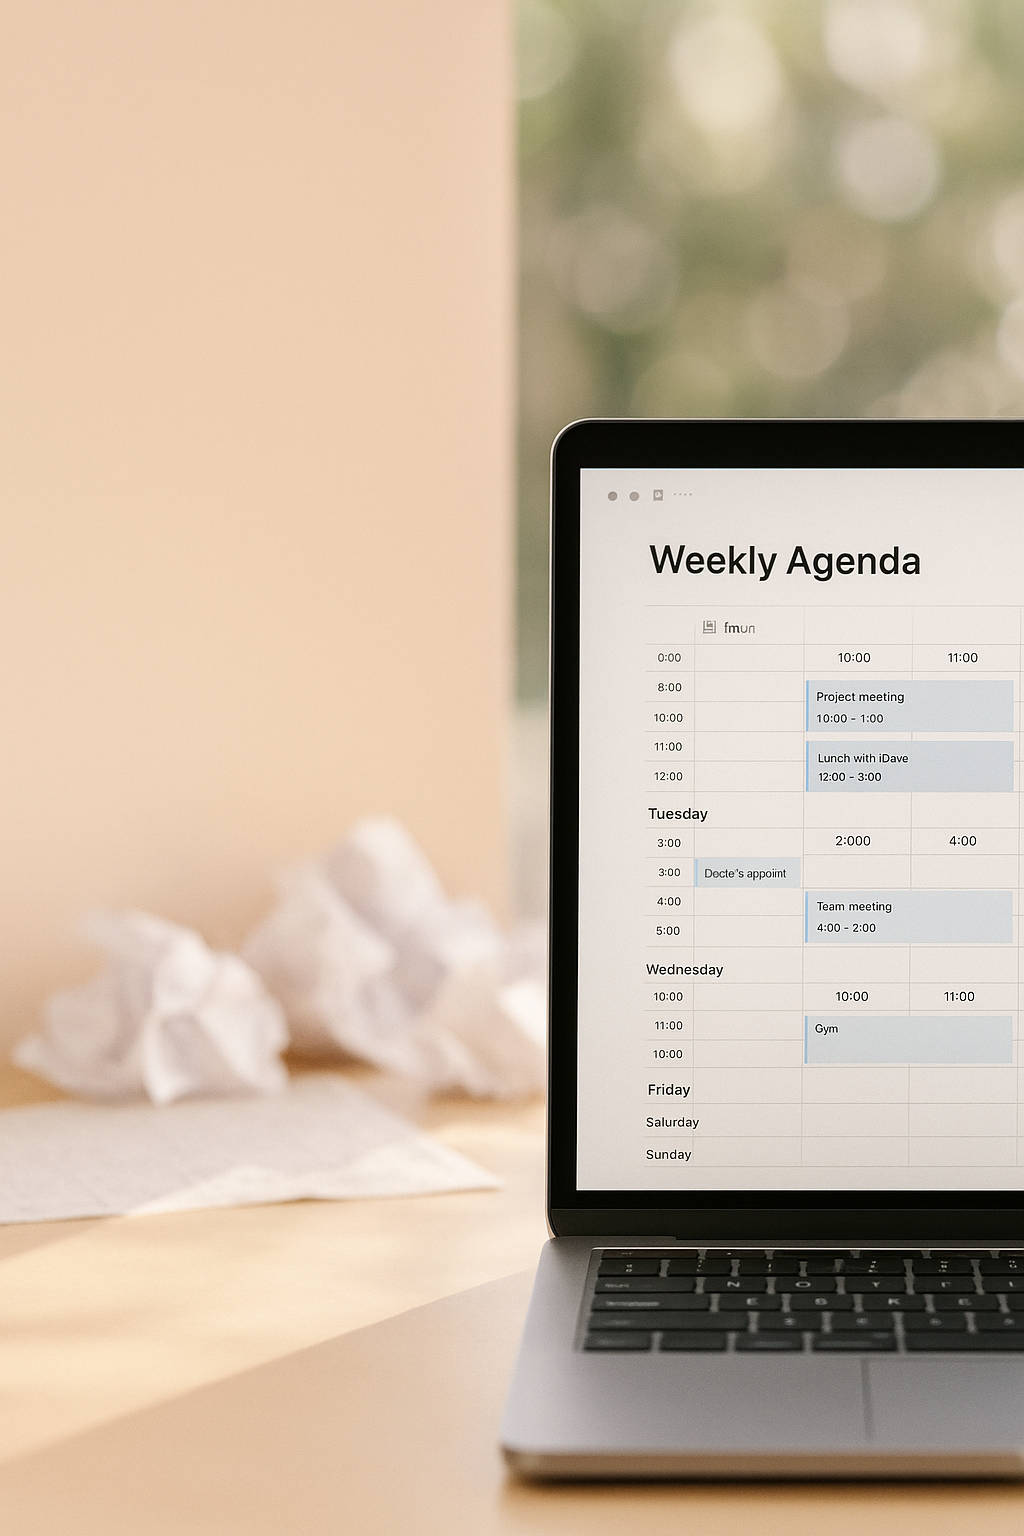 Weekly Agenda
fmun
0:00 10:00 11:00
8:00
Project meeting
10:00 10:00 - 1:00
11:00
Lunch with iDave
12:00 12:00 - 3:00
Tuesday
3:00 2:000 4:00
3:00 Decte"s appoimt
4:00 Team meeting
5:00 4:00 - 2:00
Wednesday
10:00 10:00 11:00
11:00 Gym
10:00
Friday
Salurday
Sunday